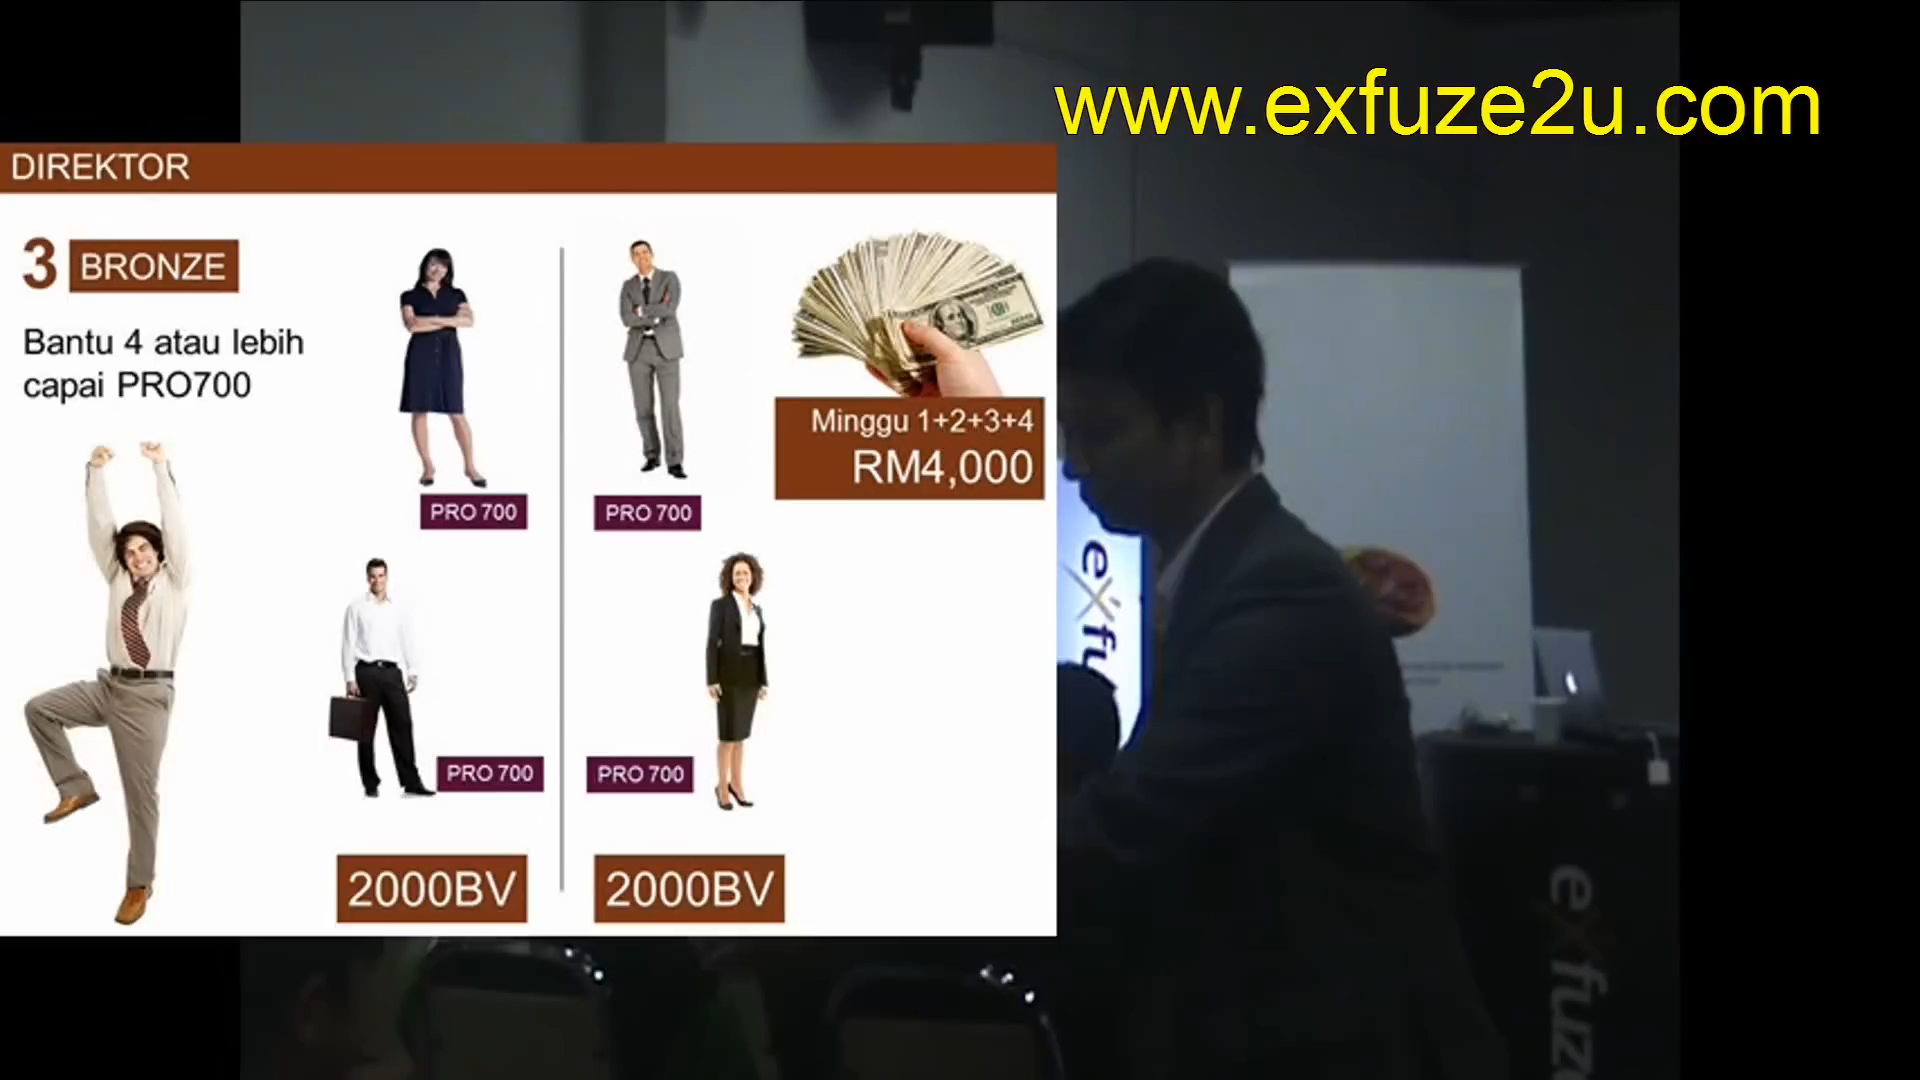 www.exfuze2u.com
DIREKTOR
3 BRONZE
Bantu 4 atau lebih
capai PRO700
Minggu 1+2+3+4
RM4,000
PRO 700
PRO 700
PRO 700
PRO 700
2000BV
2000BV
exfu
exfuze